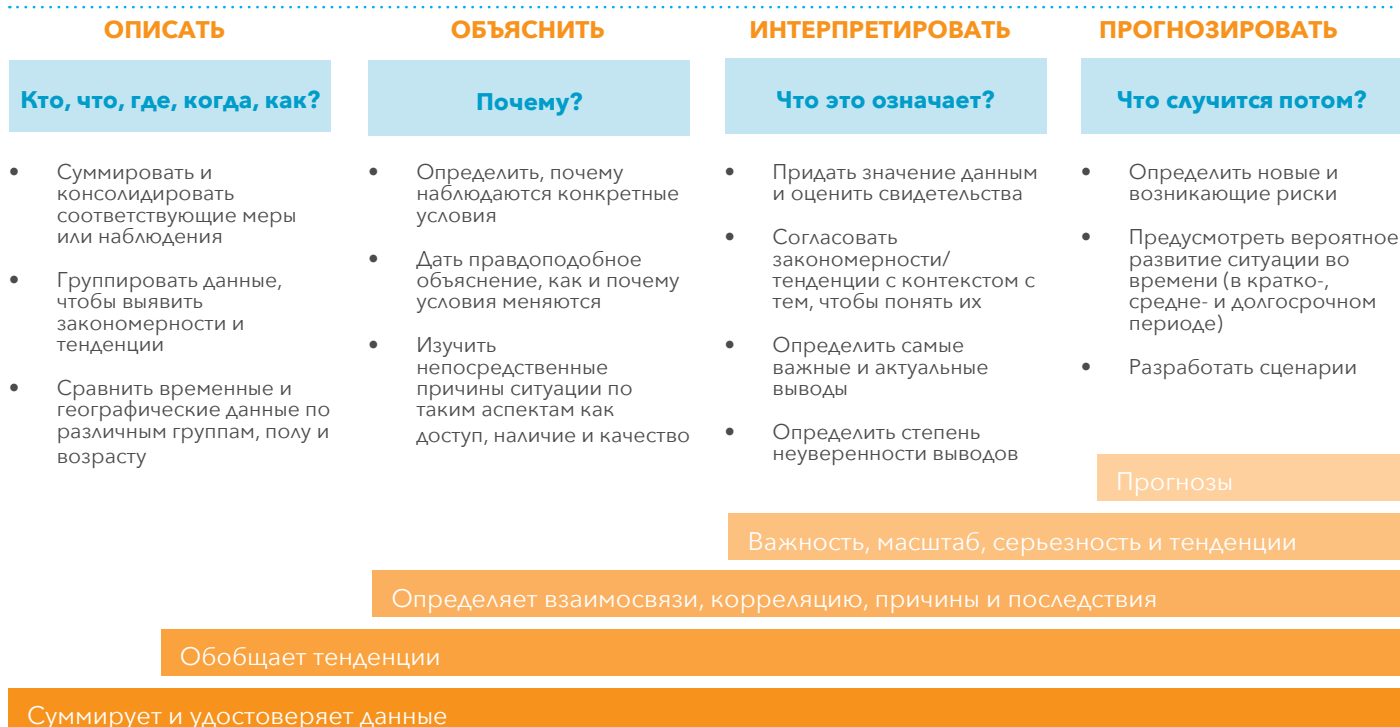 ОПИСАТЬ
Кто, что, где, когда, как?
• Суммировать и
консолидировать
соответствующие меры
или наблюдения
• Группировать данные,
чтобы выявить
закономерности и
тенденции
• Сравнить временные и
географические данные по
различным группам, полу и
возрасту
ОБЪЯСНИТЬ
Почему?
• Определить, почему
наблюдаются конкретные
условия
• Дать правдоподобное
объяснение, как и почему
условия меняются
• Изучить
непосредственные
причины ситуации по
таким аспектам как
доступ, наличие и качество
ИНТЕРПРЕТИРОВАТЬ
Что это означает?
• Придать значение данным
и оценить свидетельства
• Согласовать
закономерности/
тенденции с контекстом с
тем, чтобы понять их
• Определить самые
важные и актуальные
выводы
• Определить степень
неуверенности выводов
ПРОГНОЗИРОВАТЬ
Что случится потом?
• Определить новые и
возникающие риски
• Предусмотреть вероятное
развитие ситуации во
времени (в кратко-,
средне- и долгосрочном
периоде)
• Разработать сценарии
Прогнозы
Важность, масштаб, серьезность и тенденции
Определяет взаимосвязи, корреляцию, причины и последствия
Обобщает тенденции
Суммирует и удостоверяет данные